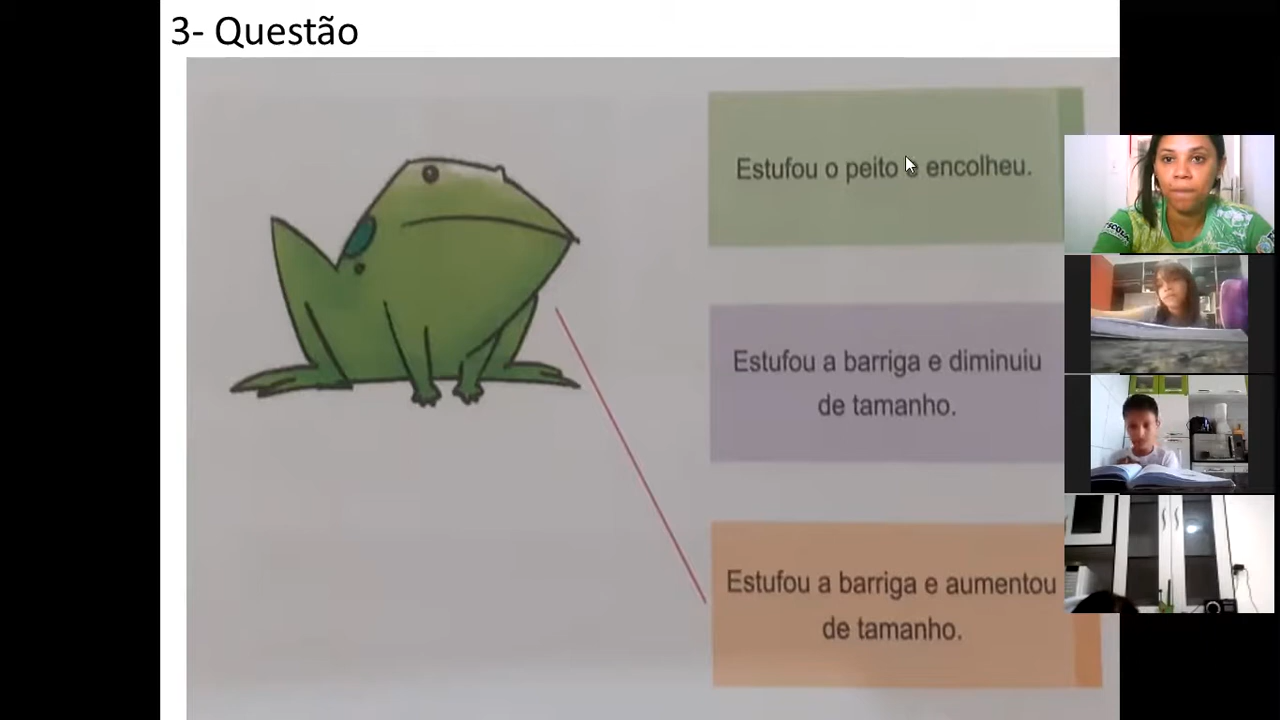 3- Questão
Estufou o peito e encolheu.
Estufou a barriga e diminuiu
de tamanho.
Estufou a barriga e aumentou
de tamanho.